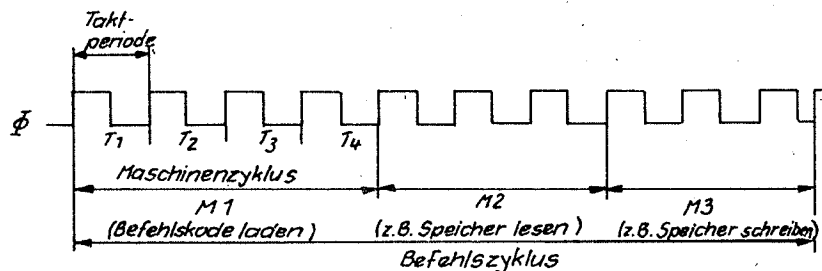 Takt-
periode
Φ
T1 T2 T3 T4
Maschinenzyklus
M1 M2 M3
(Befehlskode laden) (z.B. Speicher lesen) (z.B. Speicher schreiben)
Befehlszyklus